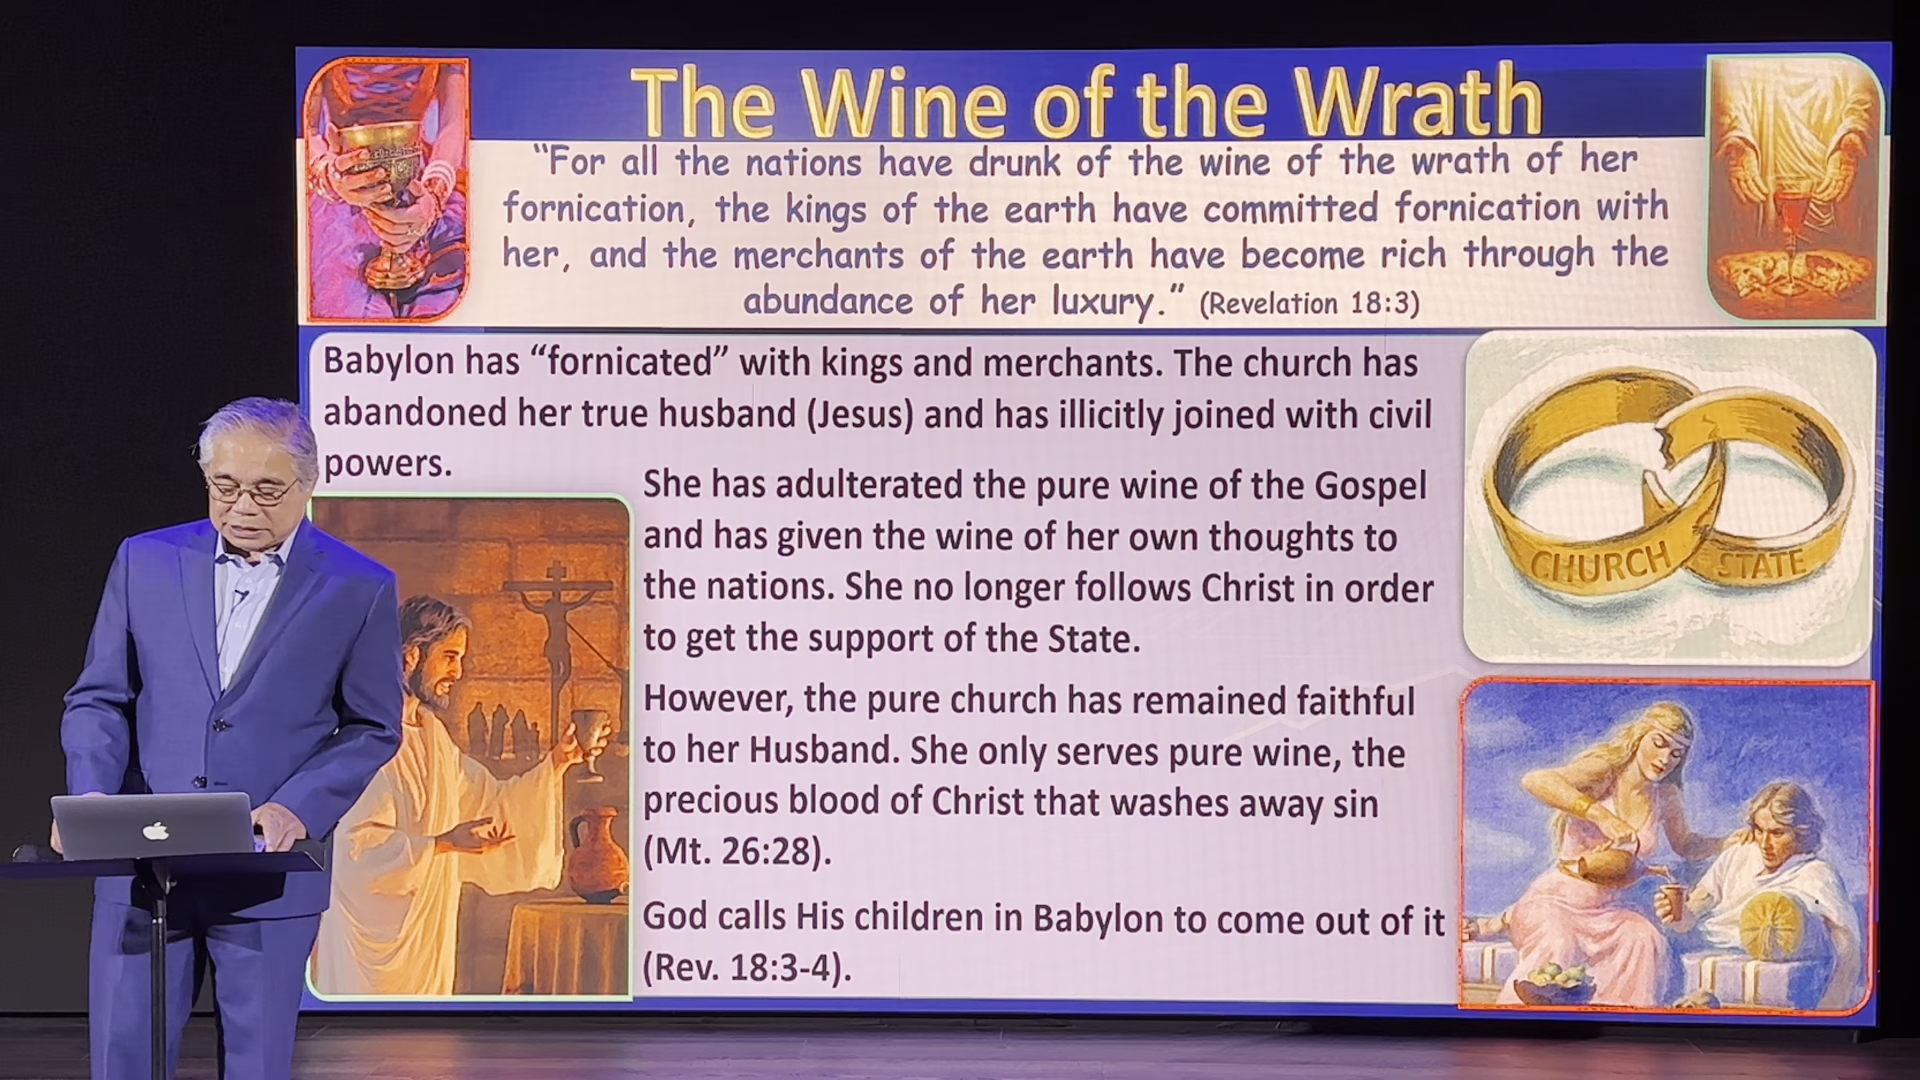 The Wine of the Wrath
“For all the nations have drunk of the wine of the wrath of her
fornication, the kings of the earth have committed fornication with
her, and the merchants of the earth have become rich through the
abundance of her luxury.” (Revelation 18:3)
Babylon has “fornicated” with kings and merchants. The church has
abandoned her true husband (Jesus) and has illicitly joined with civil
powers.
She has adulterated the pure wine of the Gospel
and has given the wine of her own thoughts to
the nations. She no longer follows Christ in order
to get the support of the State.
However, the pure church has remained faithful
to her Husband. She only serves pure wine, the
precious blood of Christ that washes away sin
(Mt. 26:28).
God calls His children in Babylon to come out of it
(Rev. 18:3-4).
CHURCH STATE